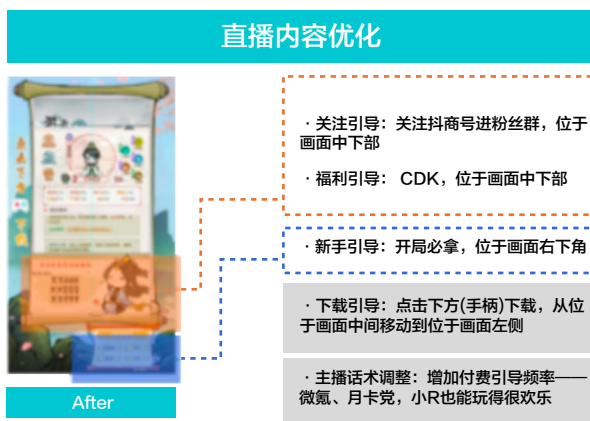 直播内容优化
· 关注引导：关注抖商号进粉丝群，位于
画面中下部
· 福利引导： CDK，位于画面中下部
· 新手引导：开局必拿，位于画面右下角
· 下载引导：点击下方(手柄)下载，从位
于画面中间移动到位于画面左侧
· 主播话术调整：增加付费引导频率——
微氪、月卡党，小R也能玩得很欢乐
After